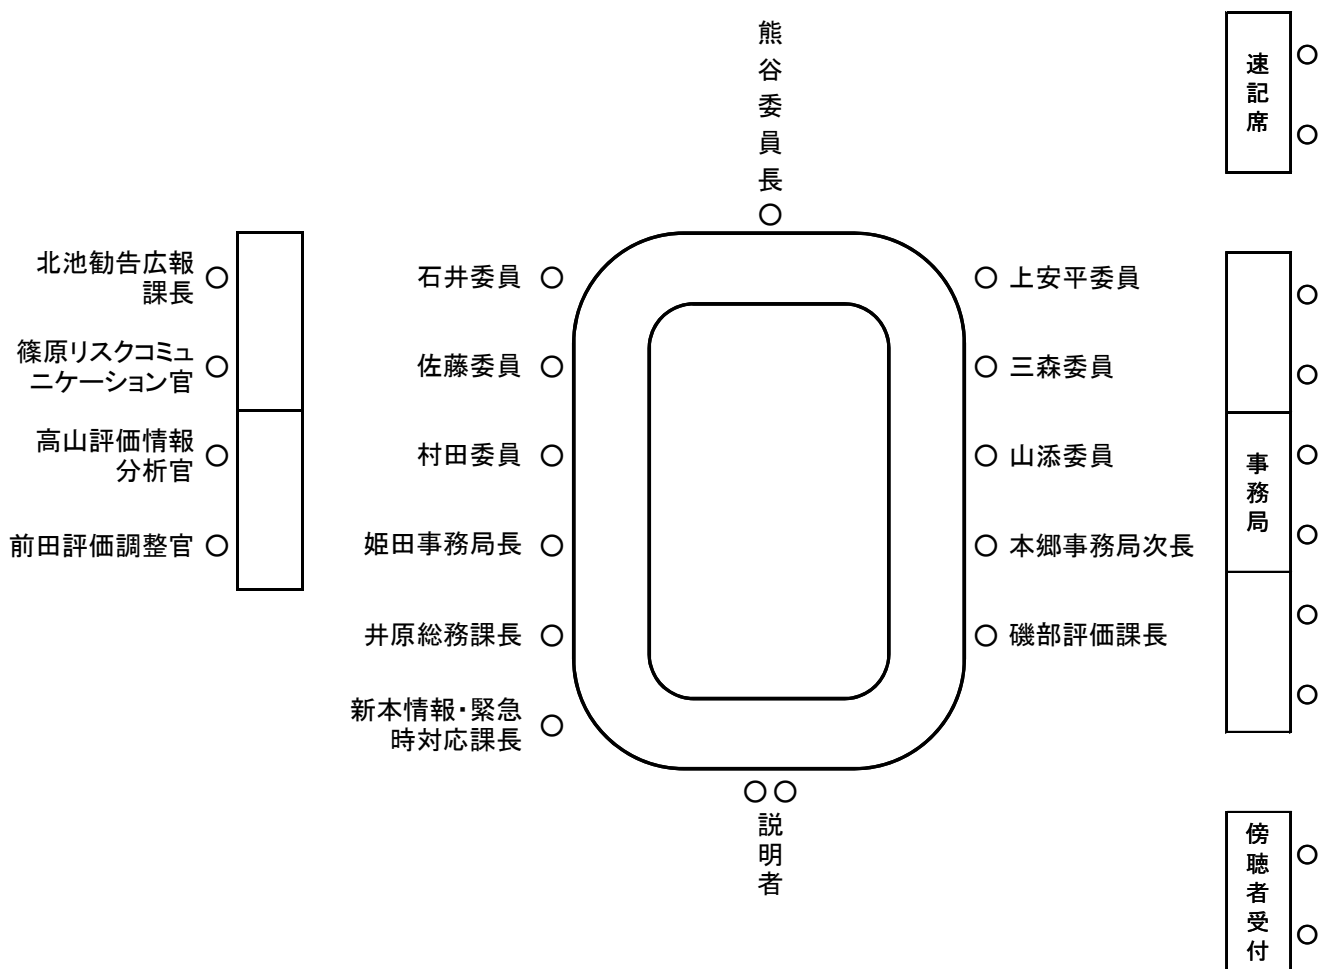 熊谷委員長
速記席
北池勧告広報
課長
篠原リスクコミュ
ニケーション官
高山評価情報
分析官
前田評価調整官
石井委員
佐藤委員
村田委員
姫田事務局長
井原総務課長
新本情報・緊急
時対応課長
上安平委員
三森委員
山添委員
本郷事務局次長
磯部評価課長
事務局
説明者
傍聴者受付